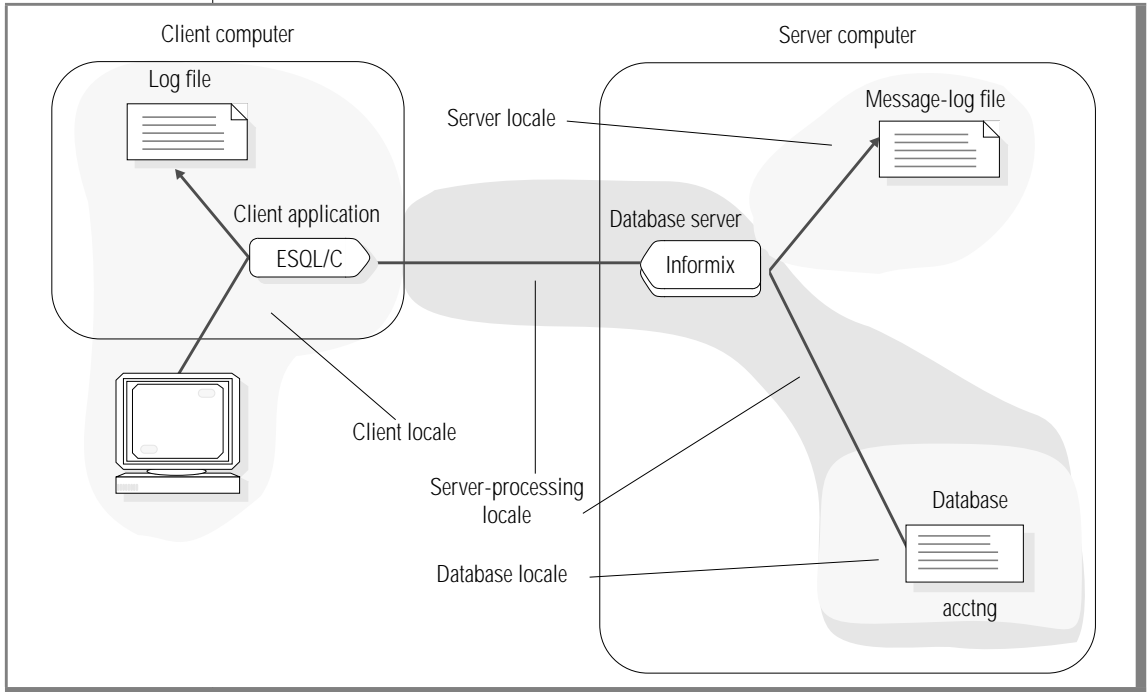 Client computer
Server computer
Log file
Message-log file
Server locale
Client application
Database server
ESQL/C
Informix
Client locale
Server-processing
locale
Database
Database locale
acctng